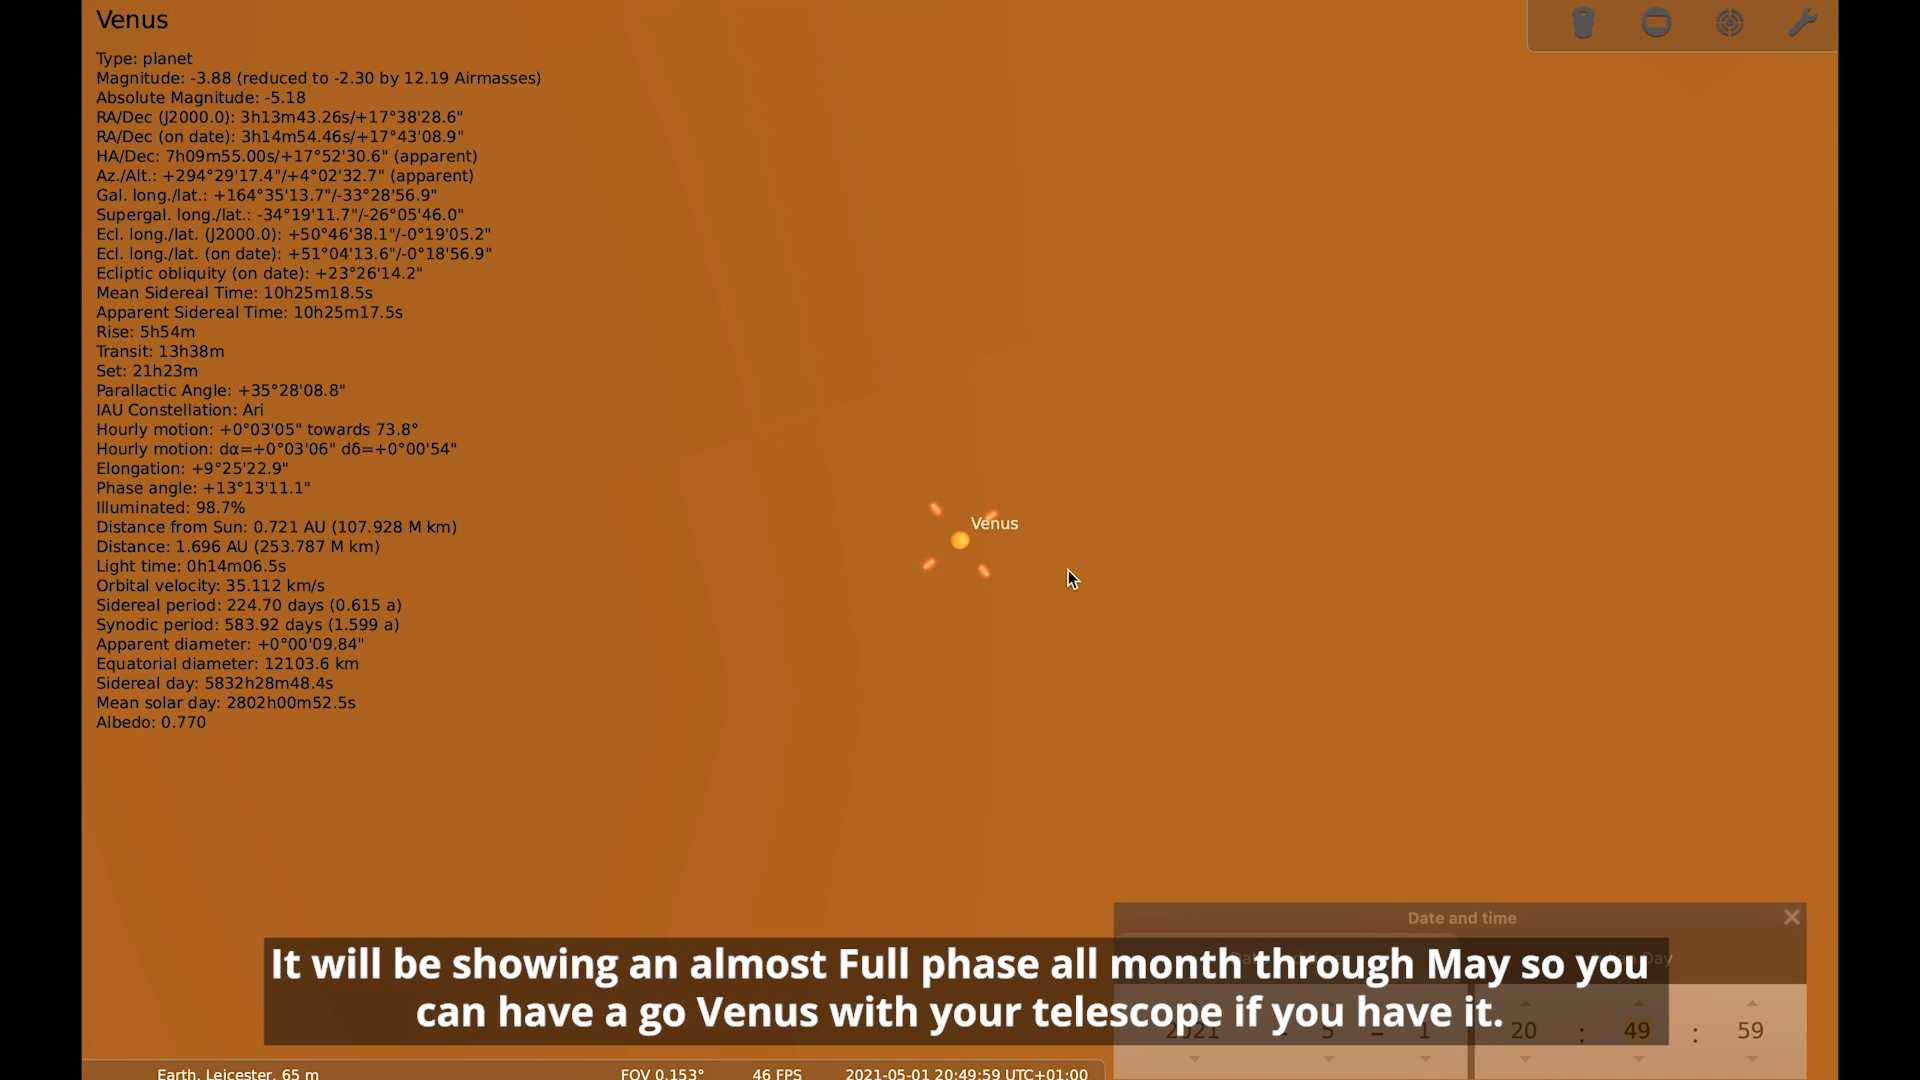 Venus
Type: planet
Magnitude: -3.88 (reduced to -2.30 by 12.19 Airmasses)
Absolute Magnitude: -5.18
RA/Dec (J2000.0): 3h13m43.26s/+17°38'28.6"
RA/Dec (on date): 3h14m54.46s/+17°43'08.9"
HA/Dec: 7h09m55.00s/+17°52'30.6" (apparent)
Az./Alt.: +294°29'17.4"/+4°02'32.7" (apparent)
Gal. long./lat.: +164°35'13.7"/-33°28'56.9"
Supergal. long./lat.: -34°19'11.7"/-26°05'46.0"
Ecl. long./lat. (J2000.0): +50°46'38.1"/-0°19'05.2"
Ecl. long./lat. (on date): +51°04'13.6"/-0°18'56.9"
Ecliptic obliquity (on date): +23°26'14.2"
Mean Sidereal Time: 10h25m18.5s
Apparent Sidereal Time: 10h25m17.5s
Rise: 5h54m
Transit: 13h38m
Set: 21h23m
Parallactic Angle: +35°28'08.8"
IAU Constellation: Ari
Hourly motion: +0°03'05" towards 73.8°
Hourly motion: dα=+0°03'06" dδ=+0°00'54"
Elongation: +9°25'22.9"
Phase angle: +13°13'11.1"
Illuminated: 98.7%
Distance from Sun: 0.721 AU (107.928 M km)
Distance: 1.696 AU (253.787 M km)
Light time: 0h14m06.5s
Orbital velocity: 35.112 km/s
Sidereal period: 224.70 days (0.615 a)
Synodic period: 583.92 days (1.599 a)
Apparent diameter: +0°00'09.84"
Equatorial diameter: 12103.6 km
Sidereal day: 5832h28m48.4s
Mean solar day: 2802h00m52.5s
Albedo: 0.770
Venus
Date and time
It will be showing an almost Full phase all month through May so you
can have a go Venus with your telescope if you have it.
2021 5 – 1 20 : 49 : 59
Earth, Leicester, 65 m FOV 0.153° 46 FPS 2021-05-01 20:49:59 UTC+01:00